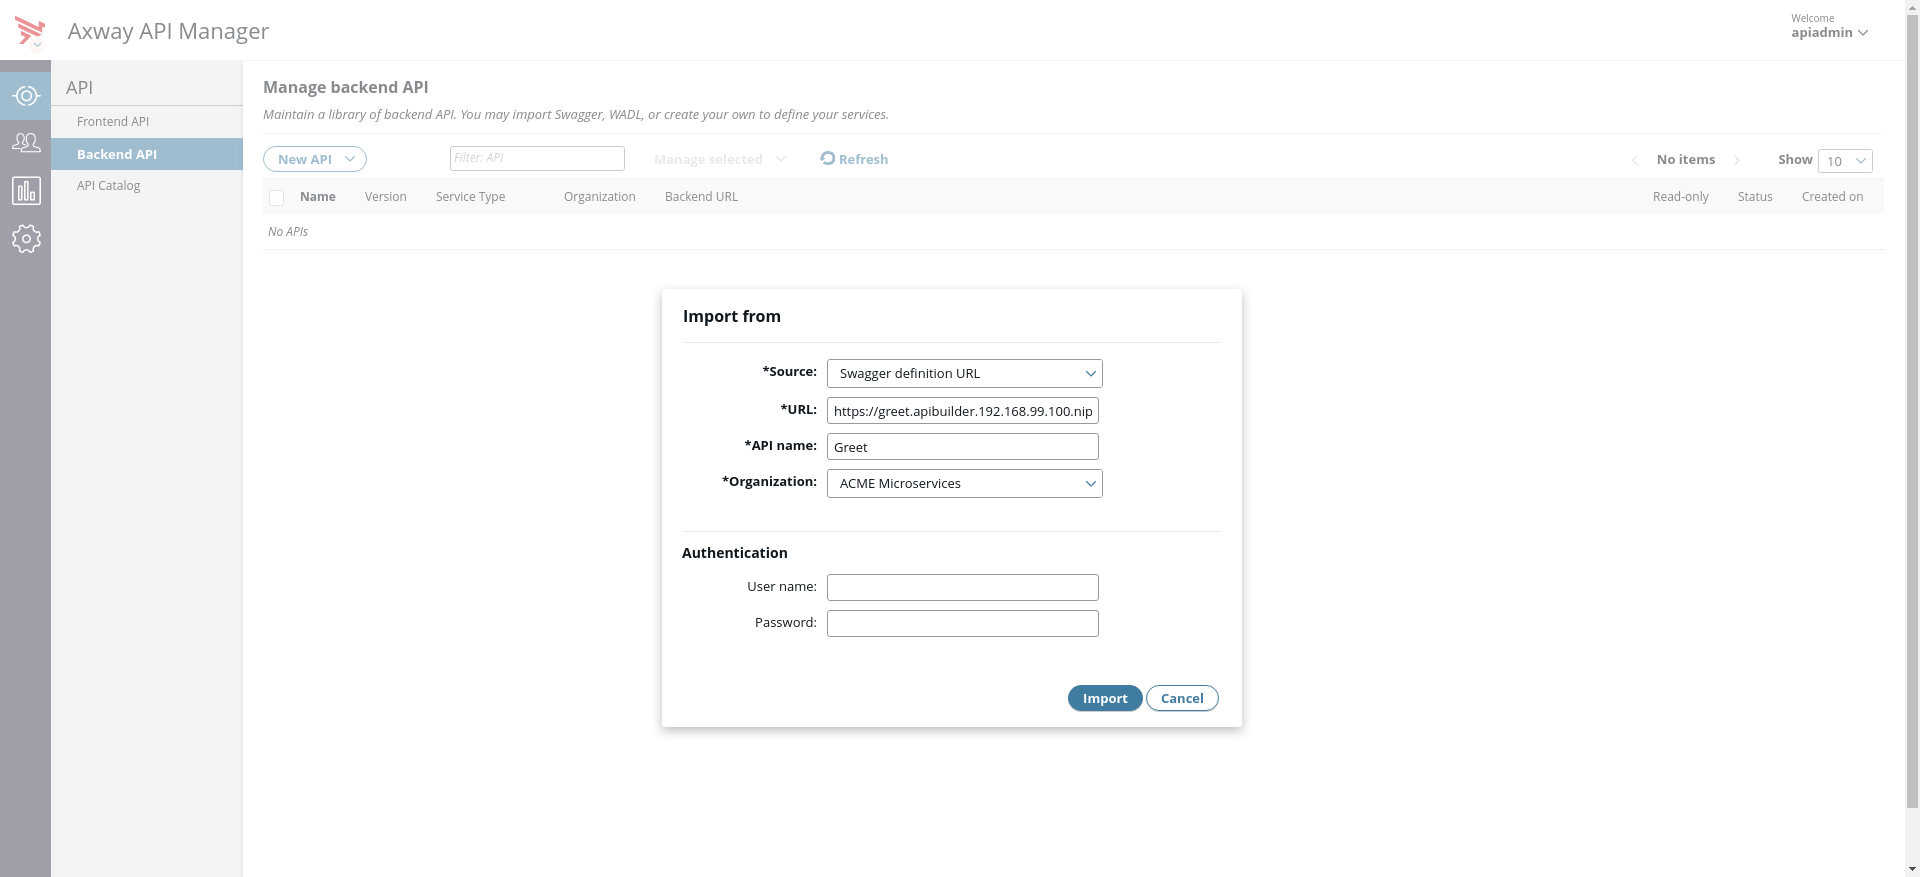 Axway API Manager
Welcome
apiadmin
API
Frontend API
Backend API
API Catalog
Manage backend API
Maintain a library of backend API. You may import Swagger, WADL, or create your own to define your services.
New API Filter: API Manage selected Refresh No items Show 10
Name Version Service Type Organization Backend URL Read-only Status Created on
No APIs
Import from
*Source: Swagger definition URL
*URL: https://greet.apibuilder.192.168.99.100.nip
*API name: Greet
*Organization: ACME Microservices
Authentication
User name:
Password:
Import Cancel